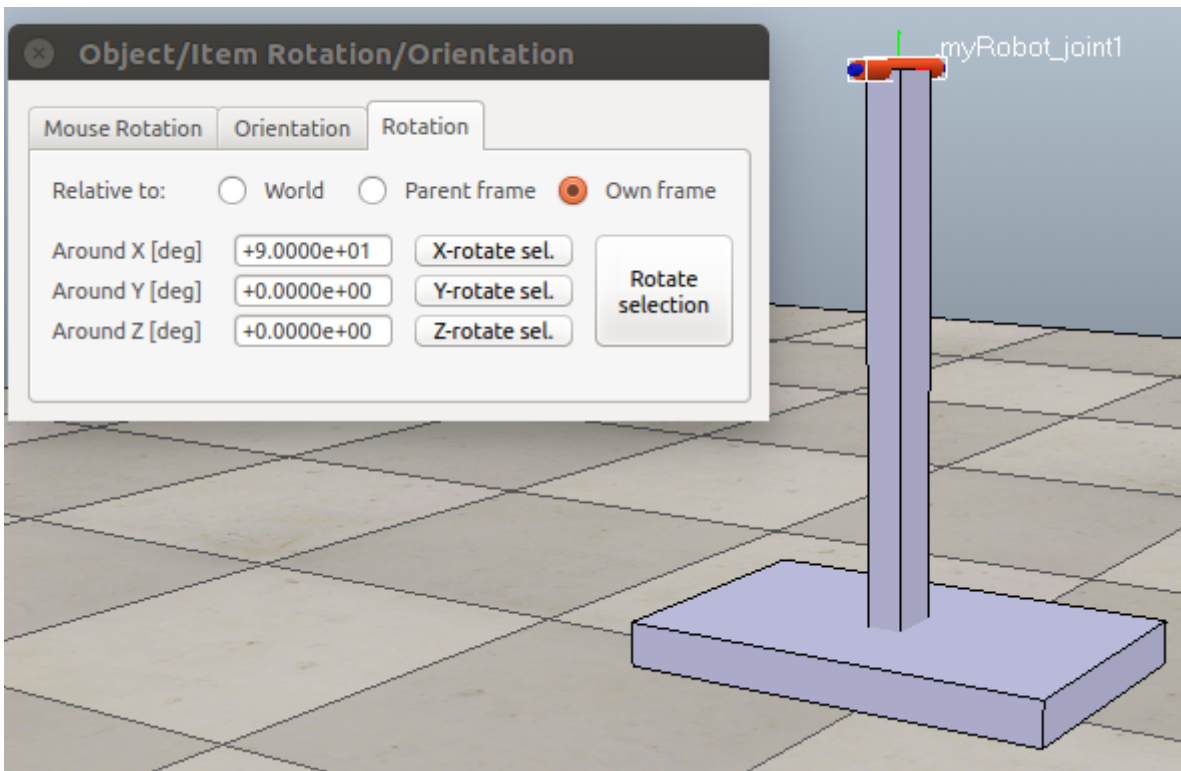 Object/Item Rotation/Orientation
Mouse Rotation Orientation Rotation
Relative to: World Parent frame Own frame
Around X [deg] +9.0000e+01 X-rotate sel.
Around Y [deg] +0.0000e+00 Y-rotate sel.
Around Z [deg] +0.0000e+00 Z-rotate sel.
Rotate
selection
myRobot_joint1